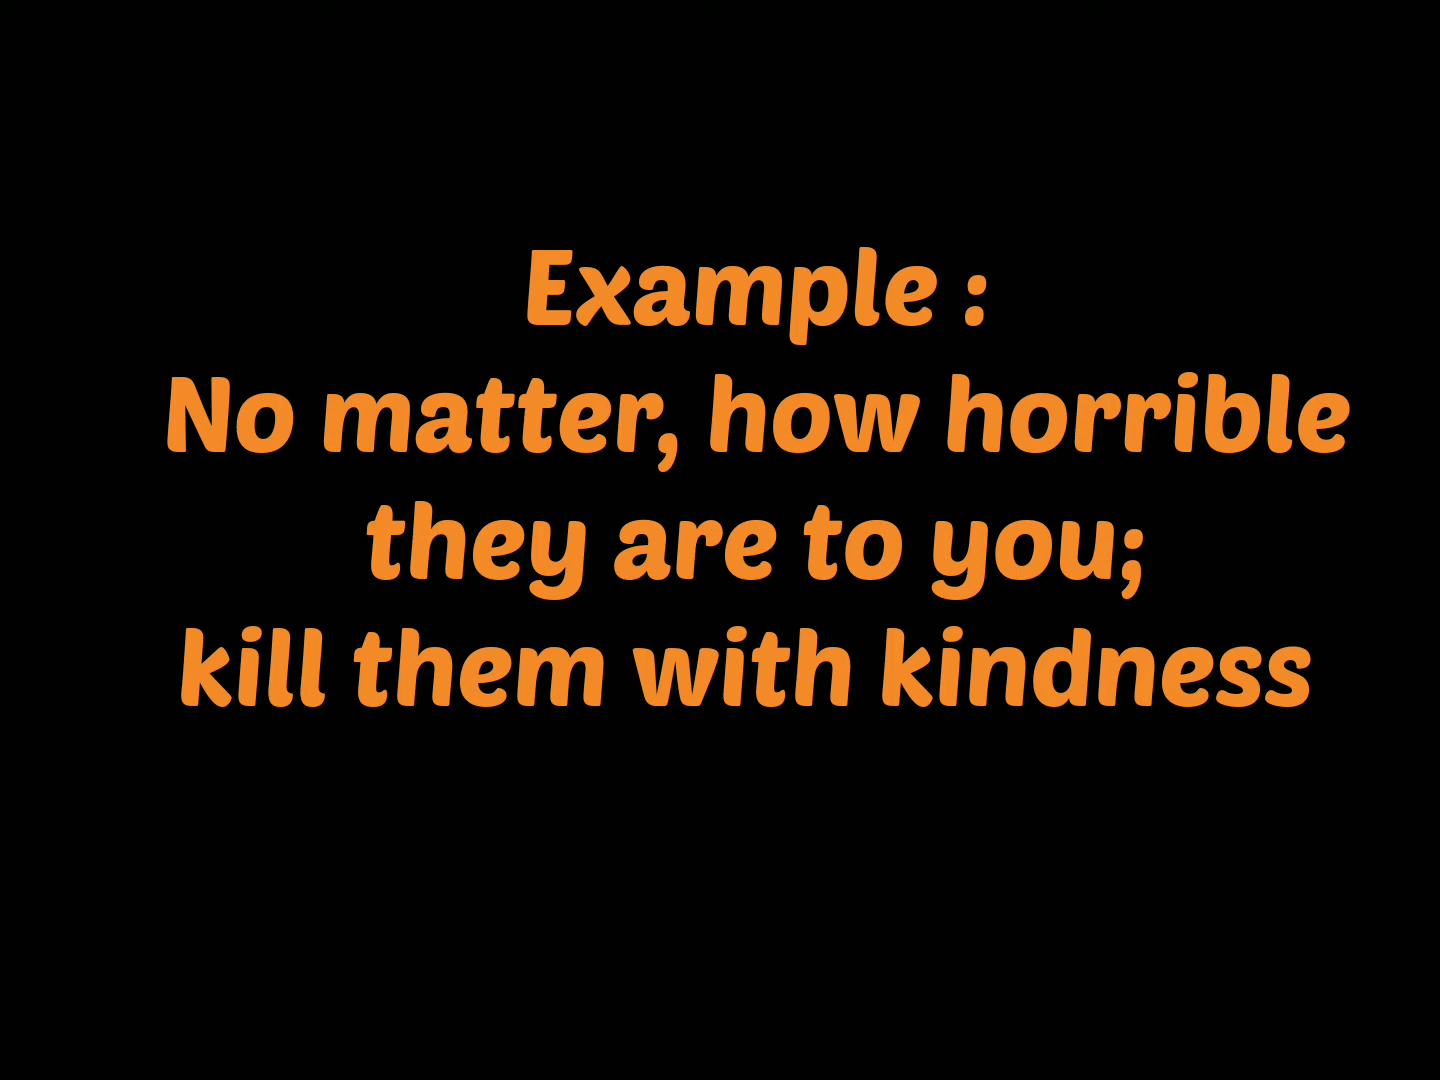 Example :
No matter, how horrible
they are to you;
kill them with kindness